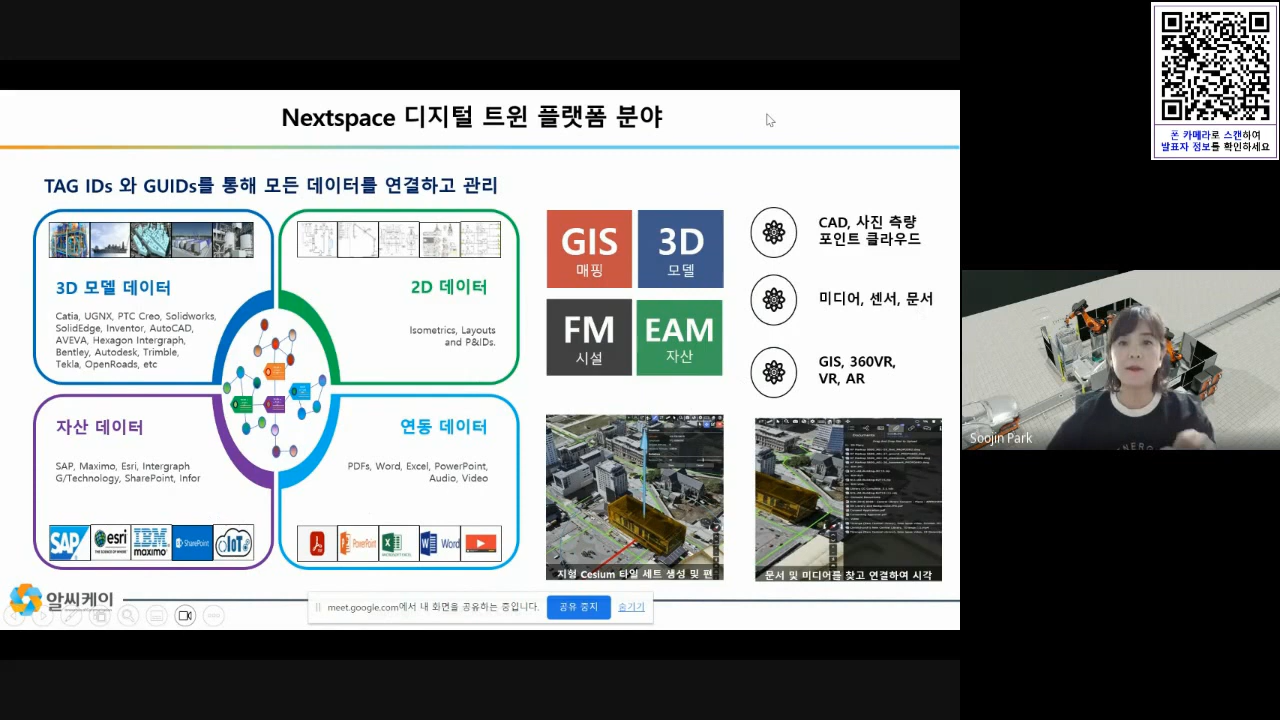 Nextspace 디지털 트윈 플랫폼 분야
TAG IDs 와 GUIDs를 통해 모든 데이터를 연결하고 관리
3D 모델 데이터
Catia, UGNX, PTC Creo, Solidworks,
SolidEdge, Inventor, AutoCAD,
AVEVA, Hexagon Intergraph,
Bentley, Autodesk, Trimble,
Tekla, OpenRoads, etc
2D 데이터
Isometrics, Layouts
and P&IDs.
자산 데이터
SAP, Maximo, Esri, Intergraph
G/Technology, SharePoint, Infor
SAP
esri
THE SCIENCE OF WHERE
IBM
maximo
SharePoint
IoT
연동 데이터
PDFs, Word, Excel, PowerPoint,
Audio, Video
PowerPoint
MICROSOFT EXCEL
Word
GIS
매핑
3D
모델
FM
시설
EAM
자산
CAD, 사진 측량
포인트 클라우드
미디어, 센서, 문서
GIS, 360VR,
VR, AR
지형 Cesium 타일 세트 생성 및 편
문서 및 미디어를 찾고 연결하여 시각
알씨케이
meet.google.com에서 내 화면을 공유하는 중입니다.
공유 중지
숨기기
폰 카메라로 스캔하여
발표자 정보를 확인하세요
Soojin Park